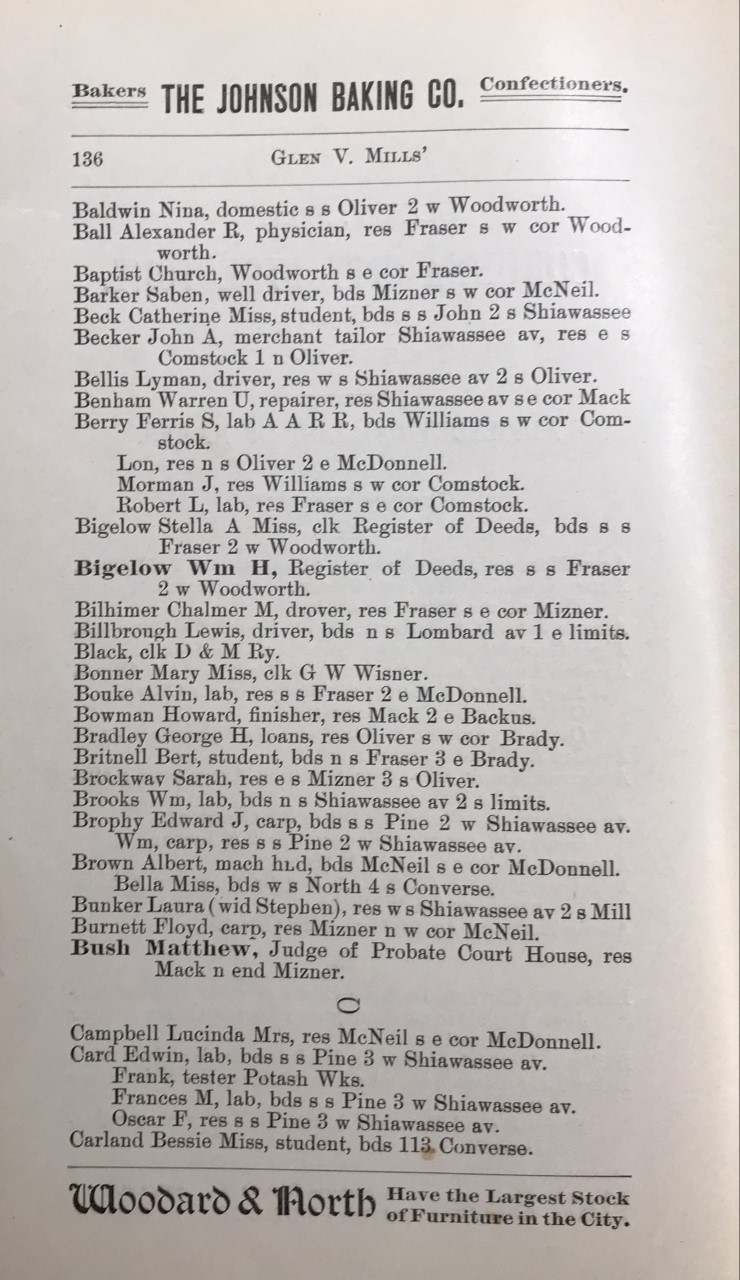 Bakers THE JOHNSON BAKING CO. Confectioners.
136 GLEN V. MILLS'
Baldwin Nina, domestic s s Oliver 2 w Woodworth.
Ball Alexander R, physician, res Fraser s w cor Wood-
worth.
Baptist Church, Woodworth s e cor Fraser.
Barker Saben, well driver, bds Mizner s w cor McNeil.
Beck Catherine Miss, student, bds s s John 2 s Shiawassee
Becker John A, merchant tailor Shiawassee av, res e s
Comstock 1 n Oliver.
Bellis Lyman, driver, res w s Shiawassee av 2 s Oliver.
Benham Warren U, repairer, res Shiawassee av s e cor Mack
Berry Ferris S, lab A A R R, bds Williams s w cor Com-
stock.
Lon, res n s Oliver 2 e McDonnell.
Morman J, res Williams s w cor Comstock.
Robert L, lab, res Fraser s e cor Comstock.
Bigelow Stella A Miss, clk Register of Deeds, bds s s
Fraser 2 w Woodworth.
Bigelow Wm H, Register of Deeds, res s s Fraser
2 w Woodworth.
Bilhimer Chalmer M, drover, res Fraser s e cor Mizner.
Billbrough Lewis, driver, bds n s Lombard av 1 e limits.
Black, clk D & M Ry.
Bonner Mary Miss, clk G W Wisner.
Bouke Alvin, lab, res s s Fraser 2 e McDonnell.
Bowman Howard, finisher, res Mack 2 e Backus.
Bradley George H, loans, res Oliver s w cor Brady.
Britnell Bert, student, bds n s Fraser 3 e Brady.
Brockway Sarah, res e s Mizner 3 s Oliver.
Brooks Wm, lab, bds n s Shiawassee av 2 s limits.
Brophy Edward J, carp, bds s s Pine 2 w Shiawassee av.
Wm, carp, res s s Pine 2 w Shiawassee av.
Brown Albert, mach hLd, bds McNeil s e cor McDonnell.
Bella Miss, bds w s North 4 s Converse.
Bunker Laura (wid Stephen), res w s Shiawassee av 2 s Mill
Burnett Floyd, carp, res Mizner n w cor McNeil.
Bush Matthew, Judge of Probate Court House, res
Mack n end Mizner.
C
Campbell Lucinda Mrs, res McNeil s e cor McDonnell.
Card Edwin, lab, bds s s Pine 3 w Shiawassee av.
Frank, tester Potash Wks.
Frances M, lab, bds s s Pine 3 w Shiawassee av.
Oscar F, res s s Pine 3 w Shiawassee av.
Carland Bessie Miss, student, bds 113 Converse.
Woodard & North Have the Largest Stock
of Furniture in the City.